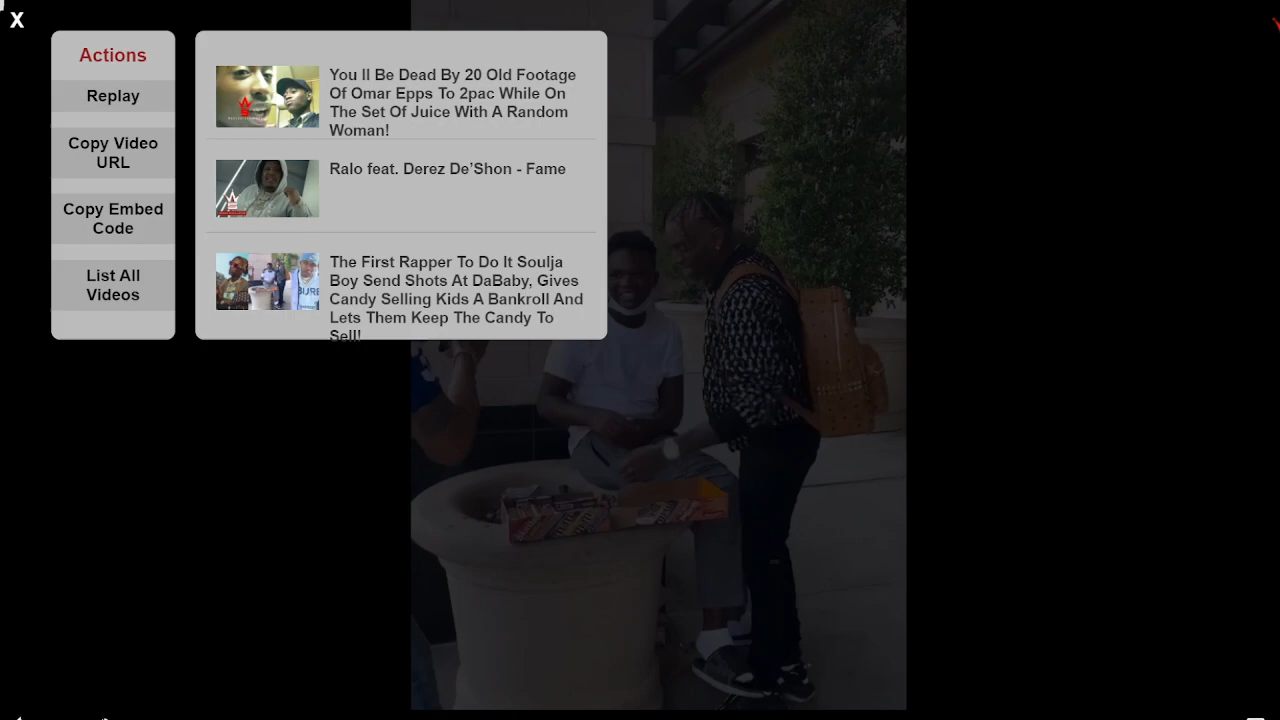 X
Actions
Replay
Copy Video
URL
Copy Embed
Code
List All
Videos
You ll Be Dead By 20 Old Footage
Of Omar Epps To 2pac While On
The Set Of Juice With A Random
Woman!
Ralo feat. Derez De’Shon - Fame
The First Rapper To Do It Soulja
Boy Send Shots At DaBaby, Gives
Candy Selling Kids A Bankroll And
Lets Them Keep The Candy To
Sell!